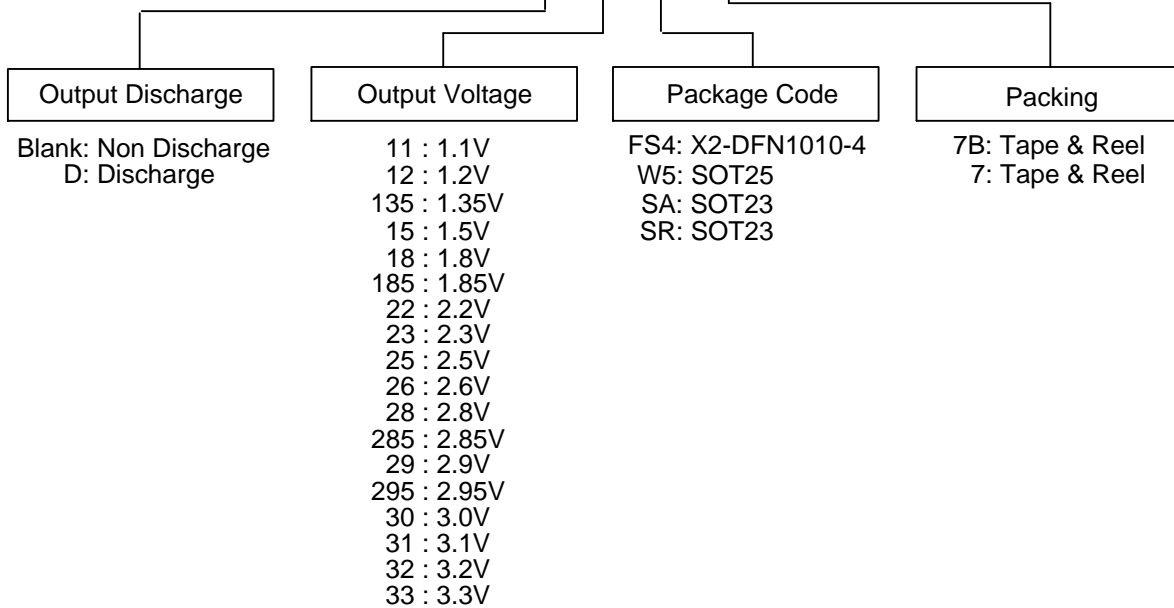 Output Discharge
Blank: Non Discharge
D: Discharge
Output Voltage
11 : 1.1V
12 : 1.2V
135 : 1.35V
15 : 1.5V
18 : 1.8V
185 : 1.85V
22 : 2.2V
23 : 2.3V
25 : 2.5V
26 : 2.6V
28 : 2.8V
285 : 2.85V
29 : 2.9V
295 : 2.95V
30 : 3.0V
31 : 3.1V
32 : 3.2V
33 : 3.3V
Package Code
FS4: X2-DFN1010-4
W5: SOT25
SA: SOT23
SR: SOT23
Packing
7B: Tape & Reel
7: Tape & Reel